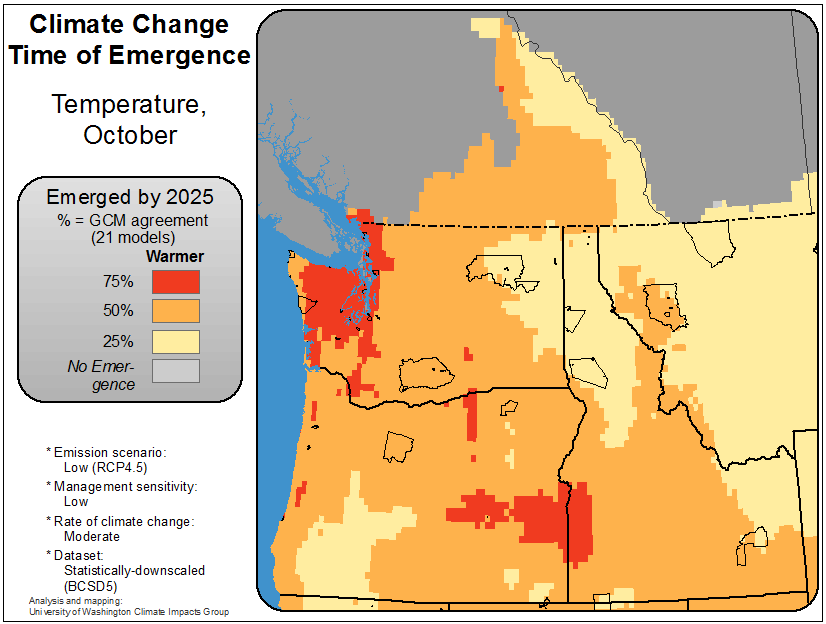 Climate Change
Time of Emergence
Temperature,
October
Emerged by 2025
% = GCM agreement
(21 models)
Warmer
75%
50%
25%
No Emer-
gence
* Emission scenario:
Low (RCP4.5)
* Management sensitivity:
Low
* Rate of climate change:
Moderate
* Dataset:
Statistically-downscaled
(BCSD5)
Analysis and mapping:
University of Washington Climate Impacts Group